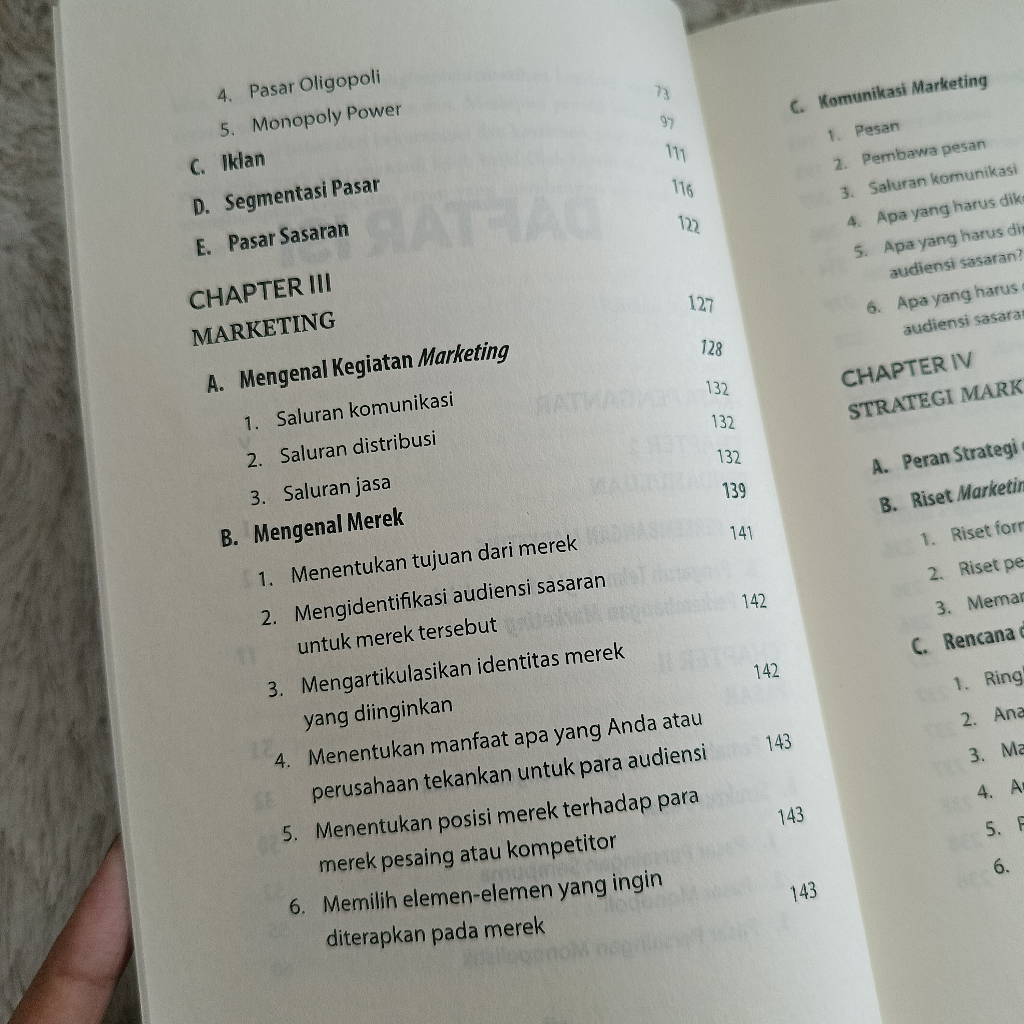 4. Pasar Oligopoli 73
5. Monopoly Power 97
C. Iklan 111
D. Segmentasi Pasar 116
E. Pasar Sasaran 122
CHAPTER III
MARKETING 127
A. Mengenal Kegiatan Marketing 128
1. Saluran komunikasi 132
2. Saluran distribusi 132
3. Saluran jasa 132
B. Mengenal Merek 139
1. Menentukan tujuan dari merek 141
2. Mengidentifikasi audiensi sasaran
untuk merek tersebut 142
3. Mengartikulasikan identitas merek
yang diinginkan 142
4. Menentukan manfaat apa yang Anda atau
perusahaan tekankan untuk para audiensi 143
5. Menentukan posisi merek terhadap para
merek pesaing atau kompetitor 143
6. Memilih elemen-elemen yang ingin
diterapkan pada merek 143
C. Komunikasi Marketing
1. Pesan
2. Pembawa pesan
3. Saluran komunikasi
4. Apa yang harus
5. Apa yang harus
audiensi sasaran?
6. Apa yang harus
audiensi
CHAPTER IV
STRATEGI
A. Peran Strategi
B. Riset
1. Riset
2. Riset
3.
C. Rencana
1.
2.
3.
4.
5.
6.